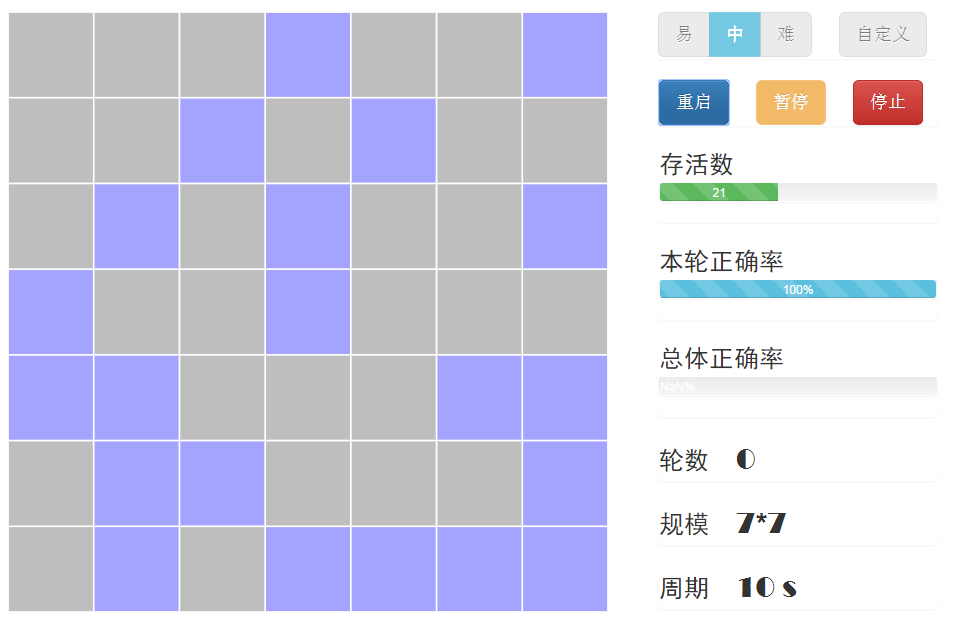 易 中 难 自定义
重启 暂停 停止
存活数
21
本轮正确率
100%
总体正确率
NaN%
轮数 0
规模 7*7
周期 10 s